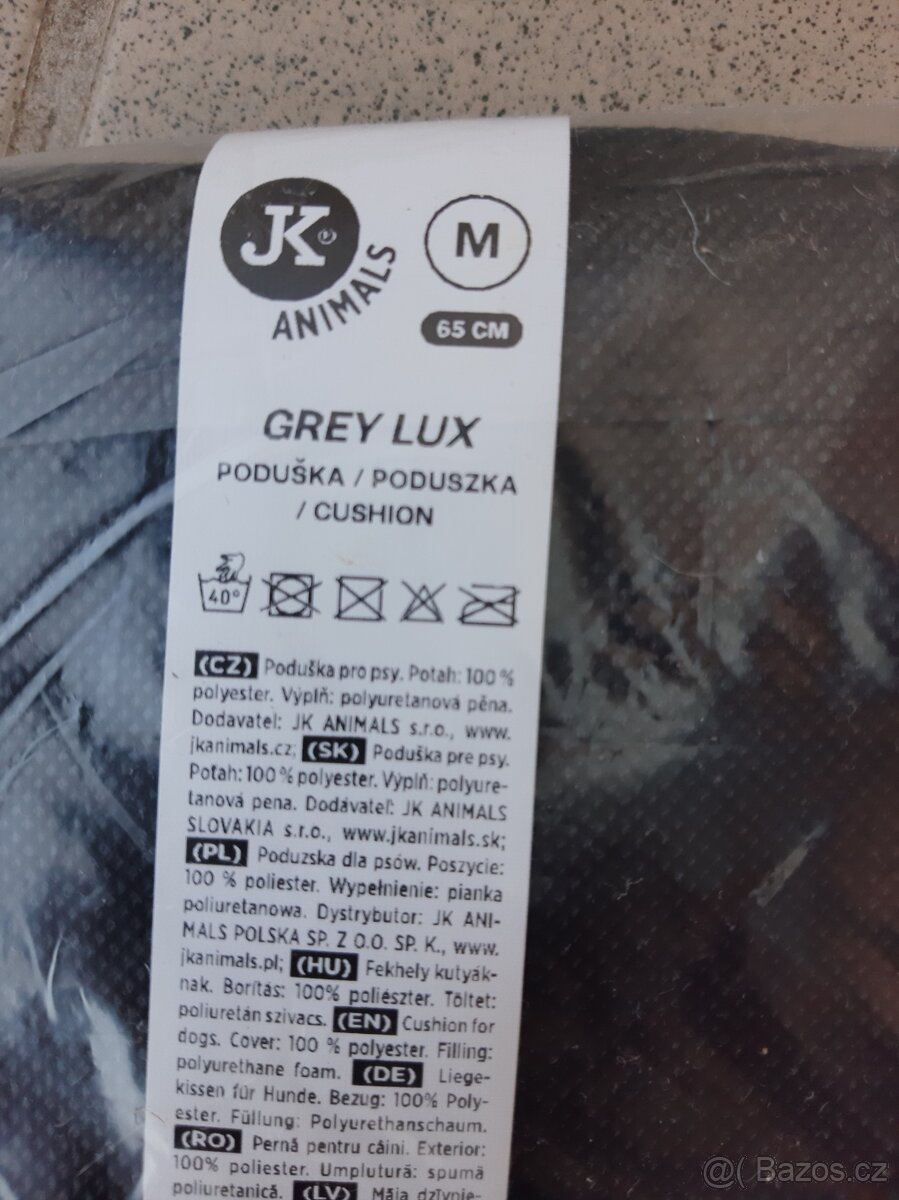 JK
ANIMALS
M
65 CM
GREY LUX
PODUŠKA / PODUSZKA
/ CUSHION
40°
(CZ) Poduška pro psy. Potah: 100 %
polyester. Výplň: polyuretanová pěna.
Dodavatel: JK ANIMALS s.r.o., www.
jkanimals.cz; (SK) Poduška pre psy.
Poťah: 100 % polyester. Výplň: polyure-
tanová pena. Dodávateľ: JK ANIMALS
SLOVAKIA s.r.o., www.jkanimals.sk;
(PL) Poduzska dla psów. Poszycie:
100 % poliester. Wypełnienie: pianka
poliuretanowa. Dystrybutor: JK ANI-
MALS POLSKA SP. Z O.O. SP. K., www.
jkanimals.pl; (HU) Fekhely kutyák-
nak. Borítás: 100% poliészter. Töltet:
poliuretán szivacs. (EN) Cushion for
dogs. Cover: 100 % polyester. Filling:
polyurethane foam. (DE) Liege-
kissen für Hunde. Bezug: 100% Poly-
ester. Füllung: Polyurethanschaum.
(RO) Pernă pentru câini. Exterior:
100% poliester. Umplutură: spumă
poliuretanică. (LV) Māja dzīvnie-
@( Bazos.cz